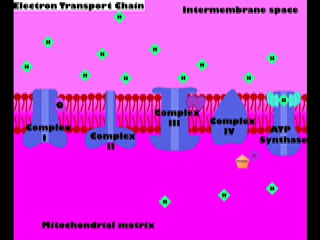 Electron Transport Chain
Intermembrane space
H
H
H
H
H
H
H
H
H
H
H
H
Q
Complex
I
Complex
II
Complex
III
Complex
IV
ATP
Synthase
H
H
H
Mitochondrial matrix